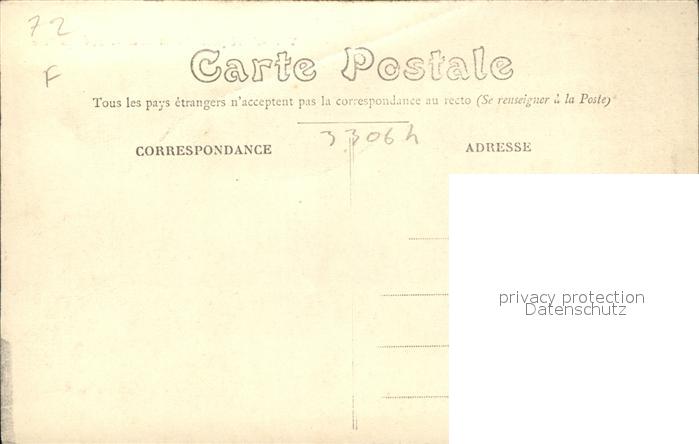 72
F
Carte Postale
Tous les pays étrangers n'acceptent pas la correspondance au recto (Se renseigner à la Poste)
33064
CORRESPONDANCE
ADRESSE
privacy protection
Datenschutz